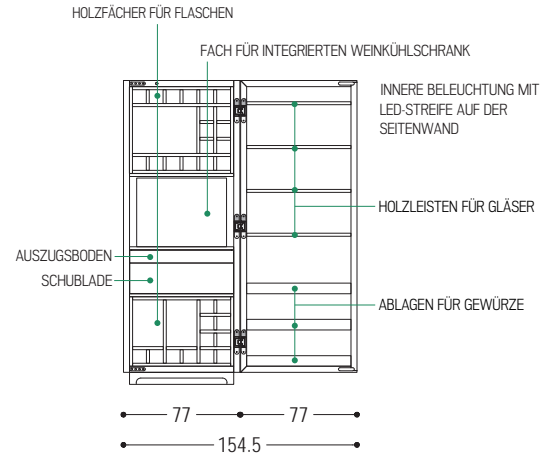 HOLZFÄCHER FÜR FLASCHEN
FACH FÜR INTEGRIERTEN WEINKÜHLSCHRANK
INNERE BELEUCHTUNG MIT
LED-STREIFE AUF DER
SEITENWAND
HOLZLEISTEN FÜR GLÄSER
AUSZUGSBODEN
SCHUBLADE
ABLAGEN FÜR GEWÜRZE
77 77
154.5